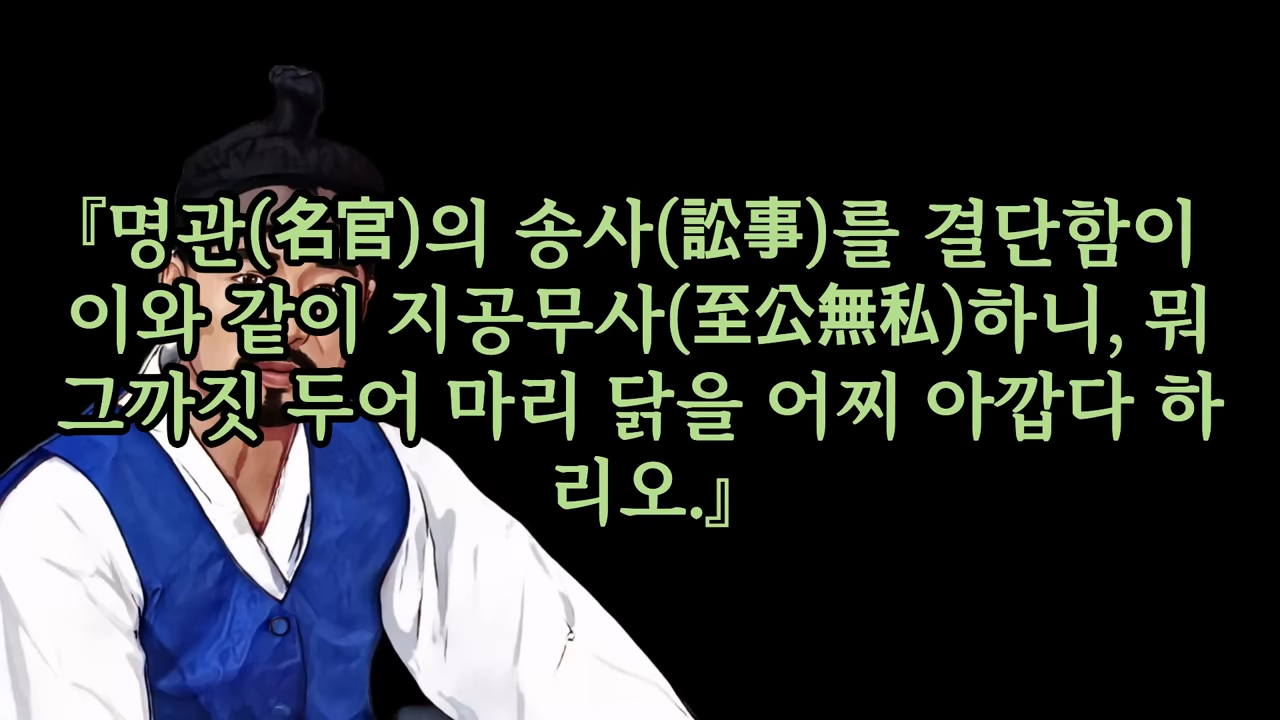 『명관(名官)의 송사(訟事)를 결단함이
이와 같이 지공무사(至公無私)하니, 뭐
그까짓 두어 마리 닭을 어찌 아깝다 하
리오.』